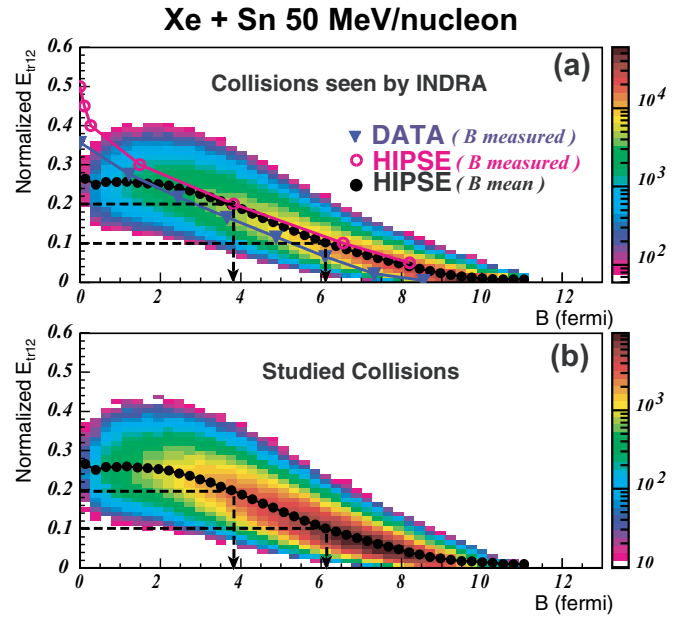 Xe + Sn 50 MeV/nucleon
Normalized E_tr12
0.6
0.5
0.4
0.3
0.2
0.1
0
(a)
Collisions seen by INDRA
DATA ( B measured )
HIPSE ( B measured )
HIPSE ( B mean )
10^4
10^3
10^2
0 2 4 6 8 10 12
B (fermi)
Normalized E_tr12
0.6
0.5
0.4
0.3
0.2
0.1
0
(b)
Studied Collisions
10^3
10^2
10
0 2 4 6 8 10 12
B (fermi)